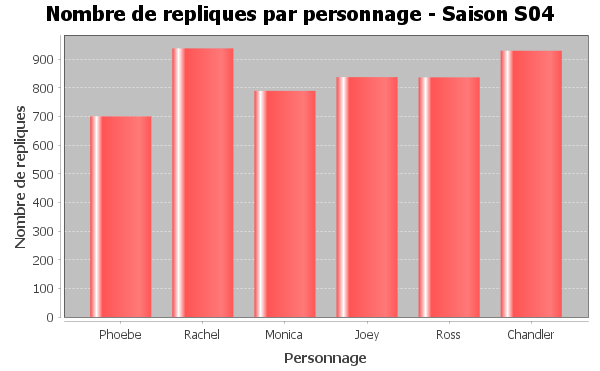 Nombre de repliques par personnage - Saison S04
Nombre de repliques
900
800
700
600
500
400
300
200
100
0
Phoebe Rachel Monica Joey Ross Chandler
Personnage